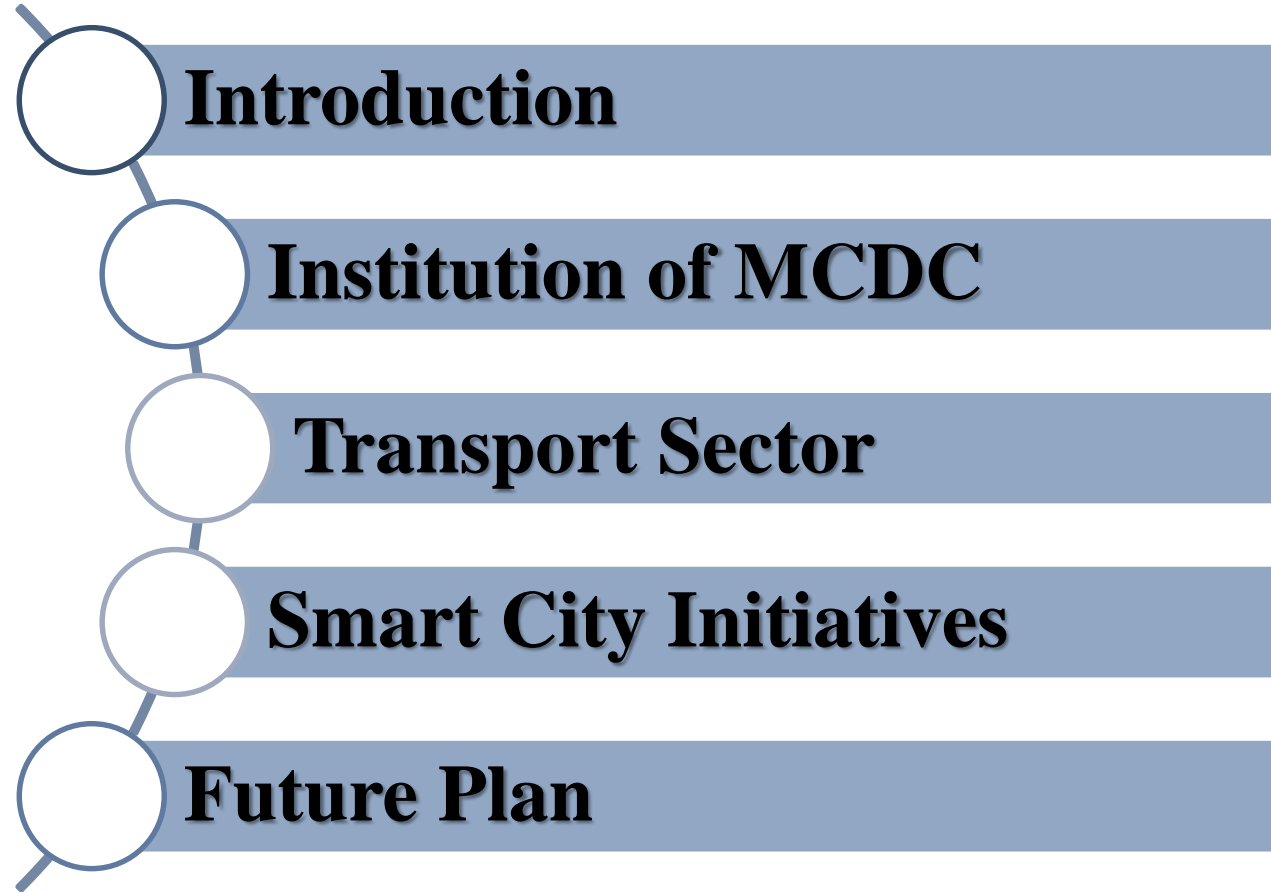 Introduction
Institution of MCDC
Transport Sector
Smart City Initiatives
Future Plan